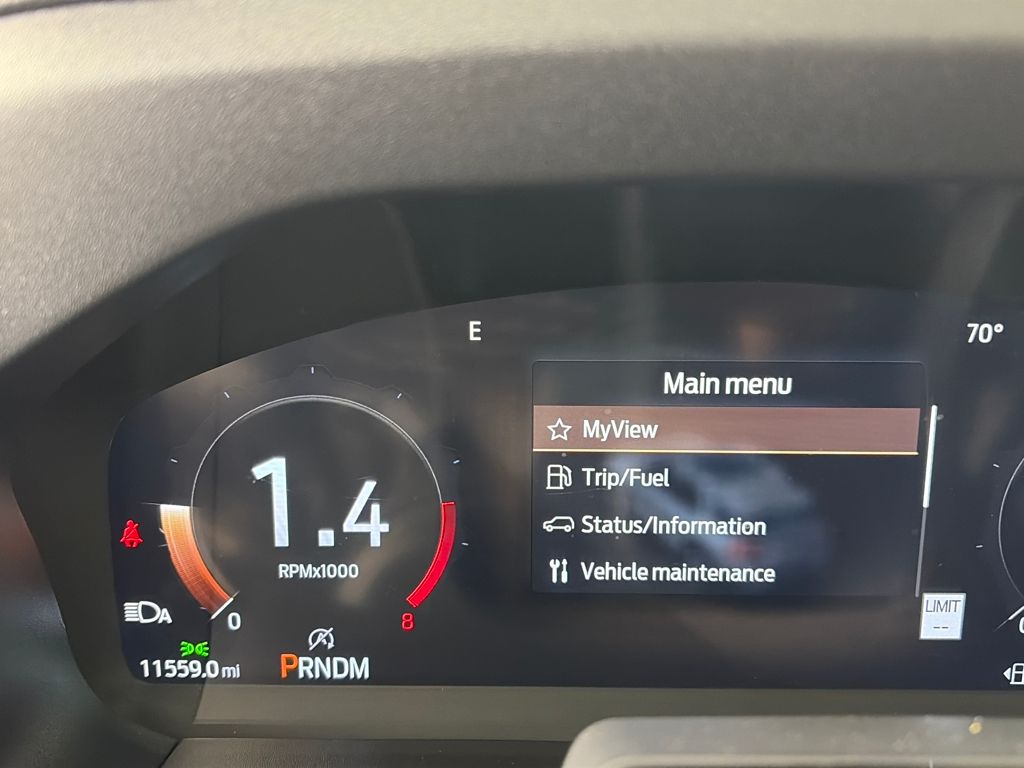 E
70°
Main menu
MyView
Trip/Fuel
Status/Information
Vehicle maintenance
1.4
RPMx1000
0
8
A
LIMIT
--
0
11559.0 mi
PRNDM